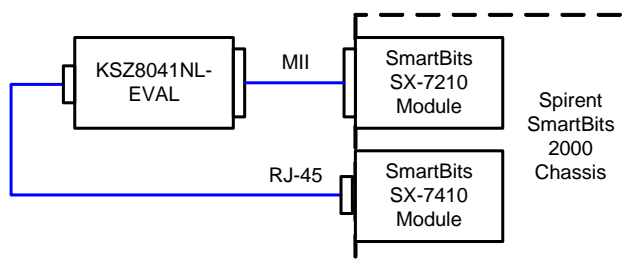 KSZ8041NL-
EVAL
MII
SmartBits
SX-7210
Module
Spirent
SmartBits
2000
Chassis
RJ-45
SmartBits
SX-7410
Module